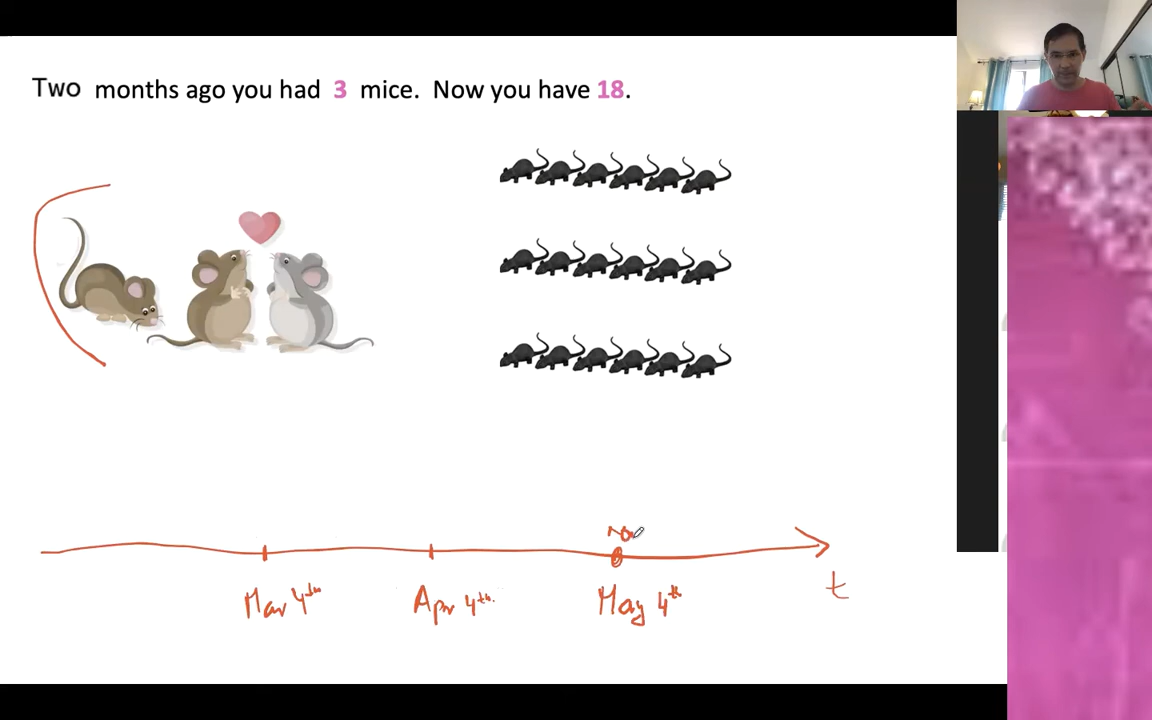 Two months ago you had 3 mice. Now you have 18.
Mar 4th
Apr 4th.
May 4th
t